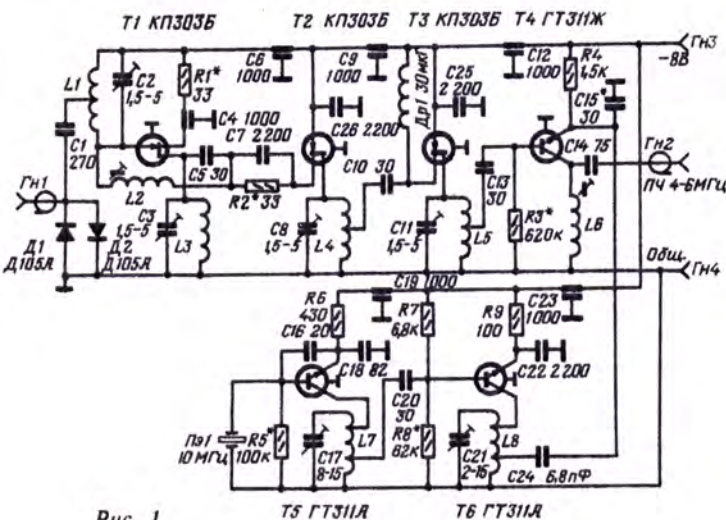 T1 КП303Б
T2 КП303Б
T3 КП303Б
T4 ГТ311Ж
L1
C2
1,5-5
R1*
33
C6
1000
C9
1000
Др1 30мкГ
C25
2 200
C12
1000
R4
1,5к
C15*
30
Гн3
-8В
C4 1000
C7 2200
C26 2200
C1
270
C5 30
C10 30
C13
30
C14 75
Гн2
ПЧ 4-6МГц
Гн1
L2
R2* 33
C3
1,5-5
L3
C8
1,5-5
L4
C11
1,5-5
L5
R3*
620к
L6
Д1
Д105А
Д2
Д105А
Общ.
Гн4
C19 1000
R6
430
R7
6,8к
R9
100
C23
1000
C16 20
C18 82
C22 2200
C20
30
Пэ1
10 МГц
R5*
100к
C17
8-15
L7
R8*
62к
C21
2-15
L8
C24 6,8пФ
T5 ГТ311Д
T6 ГТ311Д
Рис. 1